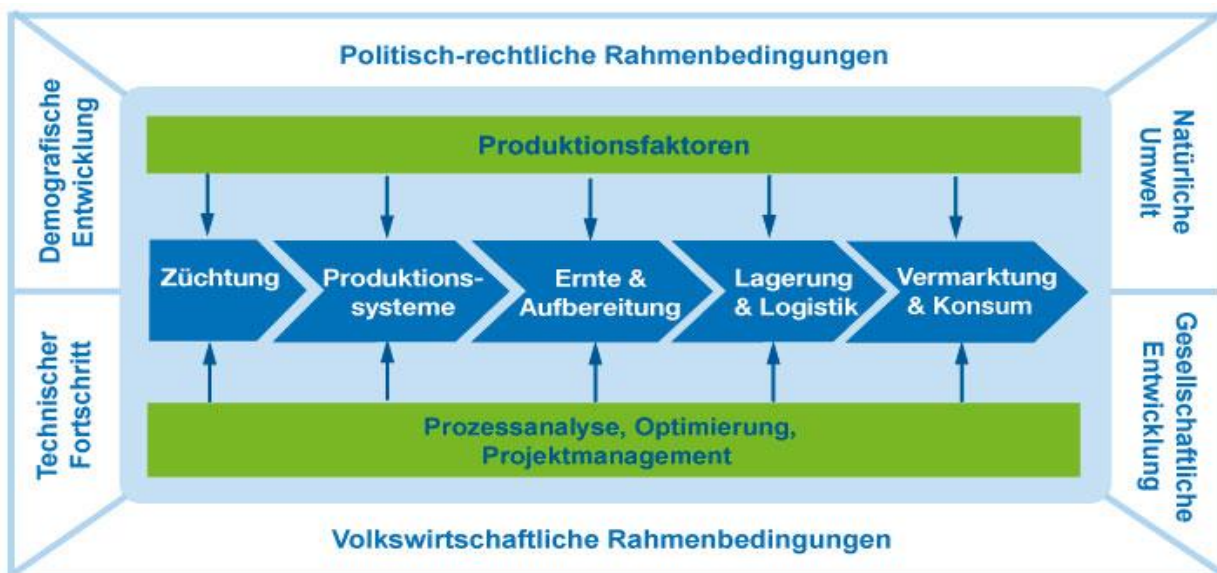 Politisch-rechtliche Rahmenbedingungen
Demografische
Entwicklung
Technischer
Fortschritt
Produktionsfaktoren
Züchtung
Produktions-
systeme
Ernte &
Aufbereitung
Lagerung
& Logistik
Vermarktung
& Konsum
Prozessanalyse, Optimierung,
Projektmanagement
Natürliche
Umwelt
Gesellschaftliche
Entwicklung
Volkswirtschaftliche Rahmenbedingungen